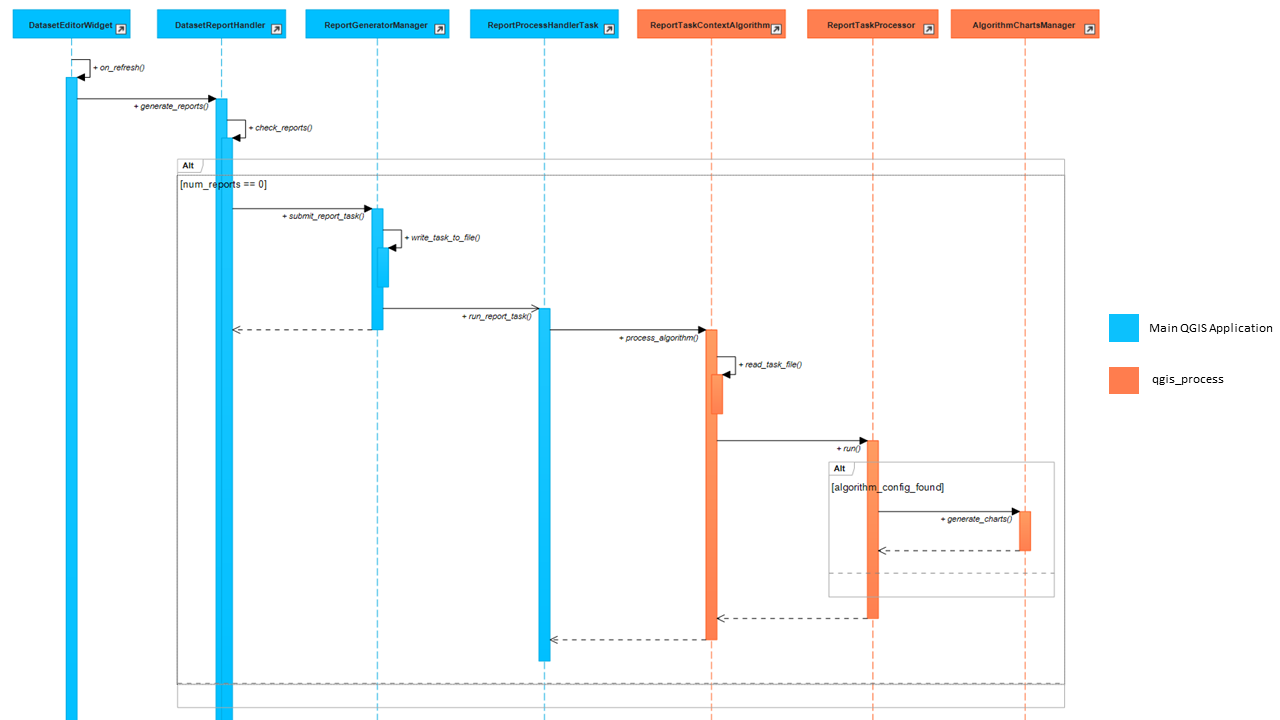 DatasetEditorWidget
DatasetReportHandler
ReportGeneratorManager
ReportProcessHandlerTask
ReportTaskContextAlgorithm
ReportTaskProcessor
AlgorithmChartsManager
+ on_refresh()
+ generate_reports()
+ check_reports()
Alt
[num_reports == 0]
+ submit_report_task()
+ write_task_to_file()
+ run_report_task()
+ process_algorithm()
+ read_task_file()
+ run()
Alt
[algorithm_config_found]
+ generate_charts()
Main QGIS Application
qgis_process